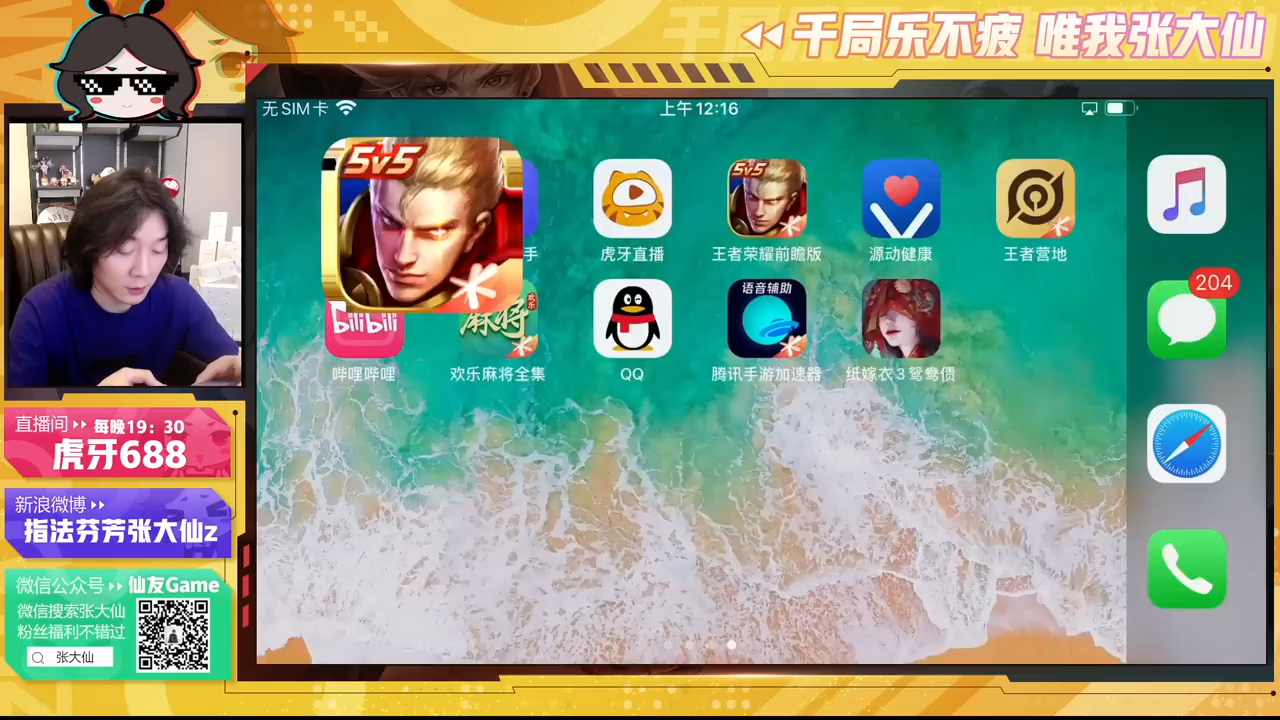 千局乐不疲 唯我张大仙
无SIM卡
上午12:16
5v5
手
虎牙直播
5v5
王者荣耀前瞻版
源动健康
王者营地
204
bilibili
哔哩哔哩
欢乐
麻将
欢乐麻将全集
QQ
语音辅助
腾讯手游加速器
纸嫁衣3鸳鸯债
直播间
每晚19：30
虎牙688
新浪微博
指法芬芳张大仙z
微信公众号
仙友Game
微信搜索张大仙
粉丝福利不错过
张大仙